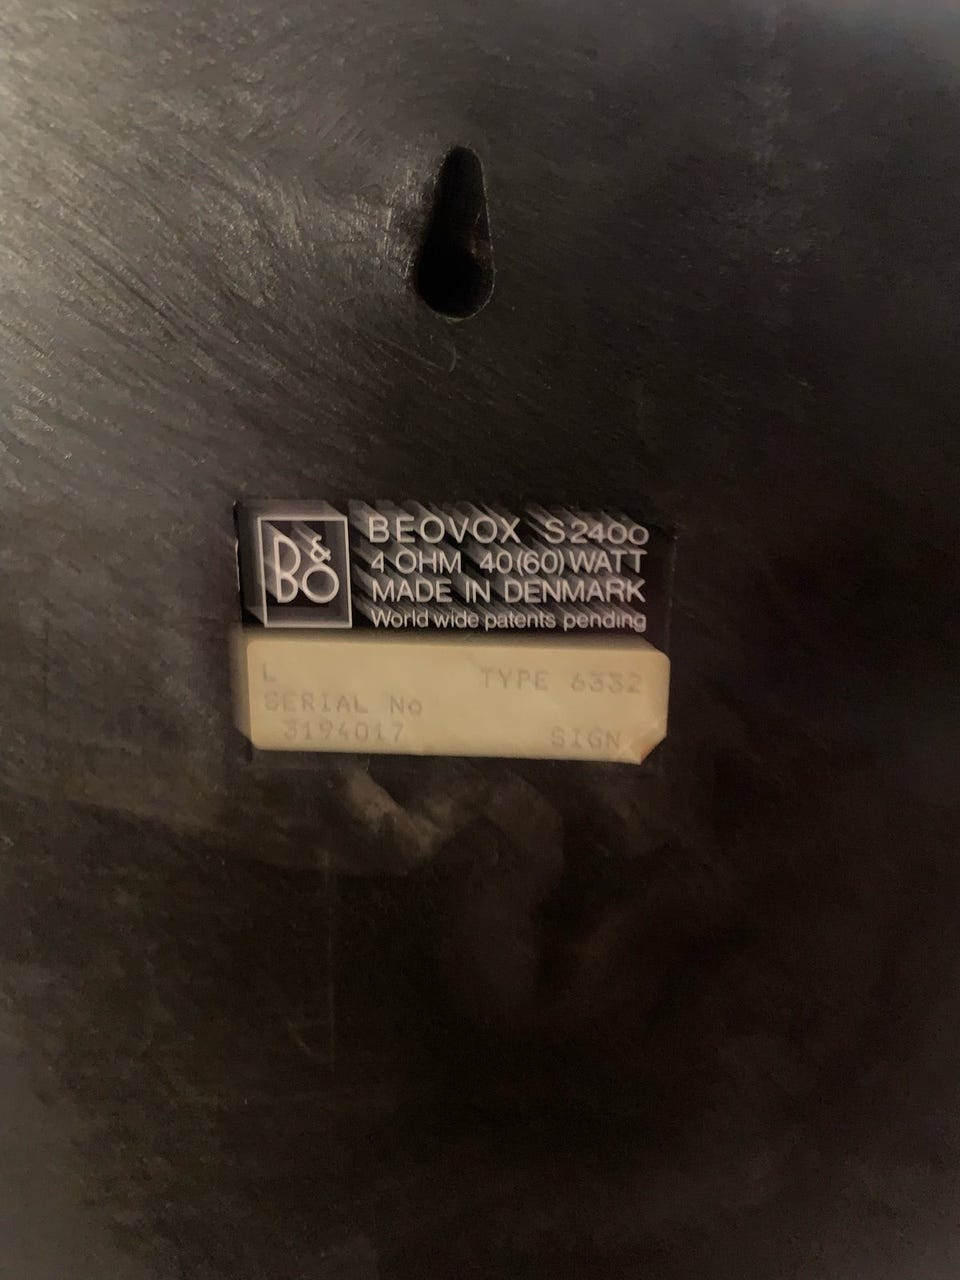 B&O
BEOVOX S2400
4 OHM 40(60) WATT
MADE IN DENMARK
World wide patents pending
L TYPE 6332
SERIAL No
3194017 SIGN